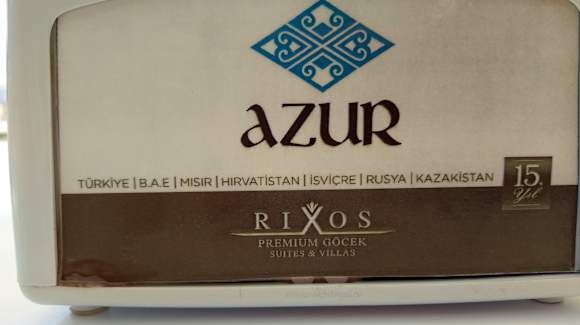 AZUR
TÜRKİYE | B.A.E | MISIR | HIRVATİSTAN | İSVİÇRE | RUSYA | KAZAKİSTAN
15.
Yıl
RIXOS
PREMIUM GÖCEK
SUITES & VILLAS